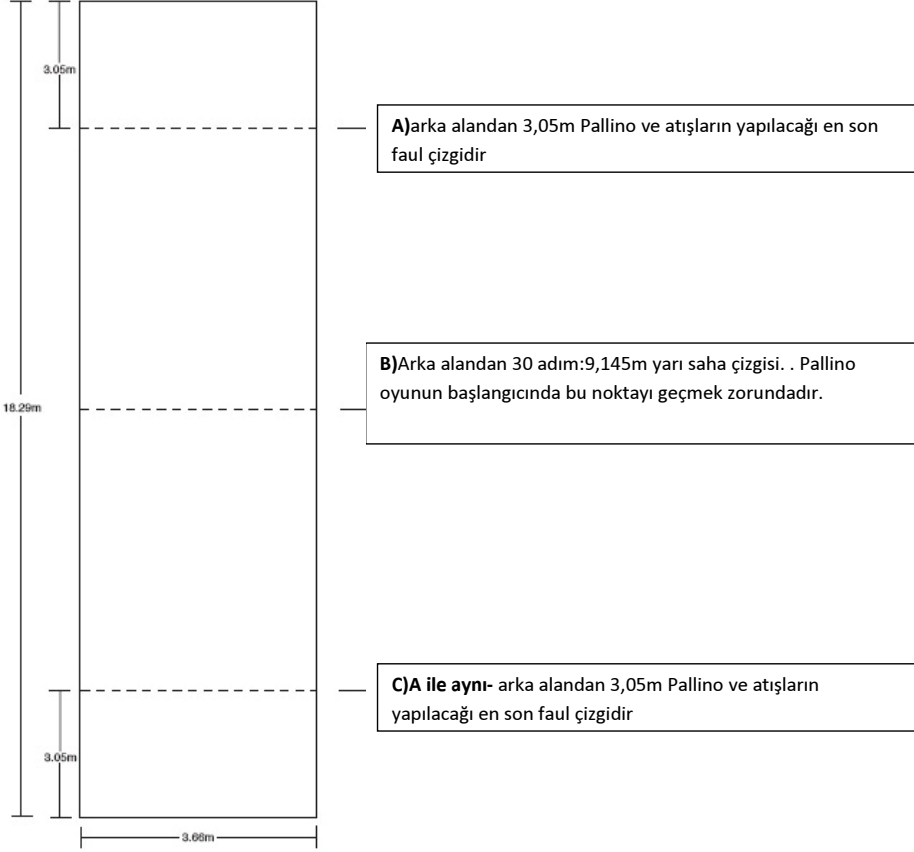 3.05m
A)arka alandan 3,05m Pallino ve atışların yapılacağı en son
faul çizgidir
B)Arka alandan 30 adım:9,145m yarı saha çizgisi. . Pallino
oyunun başlangıcında bu noktayı geçmek zorundadır.
18.29m
C)A ile aynı- arka alandan 3,05m Pallino ve atışların
yapılacağı en son faul çizgidir
3.05m
3.66m